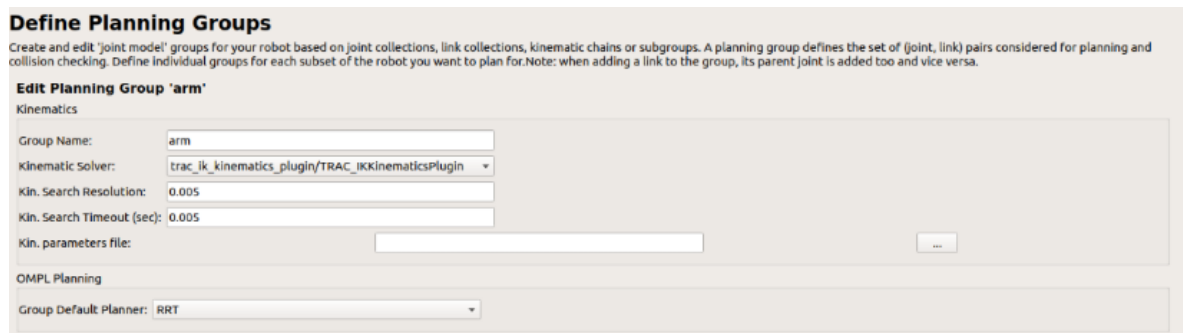 Define Planning Groups
Create and edit 'joint model' groups for your robot based on joint collections, link collections, kinematic chains or subgroups. A planning group defines the set of (joint, link) pairs considered for planning and
collision checking. Define individual groups for each subset of the robot you want to plan for.Note: when adding a link to the group, its parent joint is added too and vice versa.
Edit Planning Group 'arm'
Kinematics
Group Name: arm
Kinematic Solver: trac_ik_kinematics_plugin/TRAC_IKKinematicsPlugin
Kin. Search Resolution: 0.005
Kin. Search Timeout (sec): 0.005
Kin. parameters file: ...
OMPL Planning
Group Default Planner: RRT